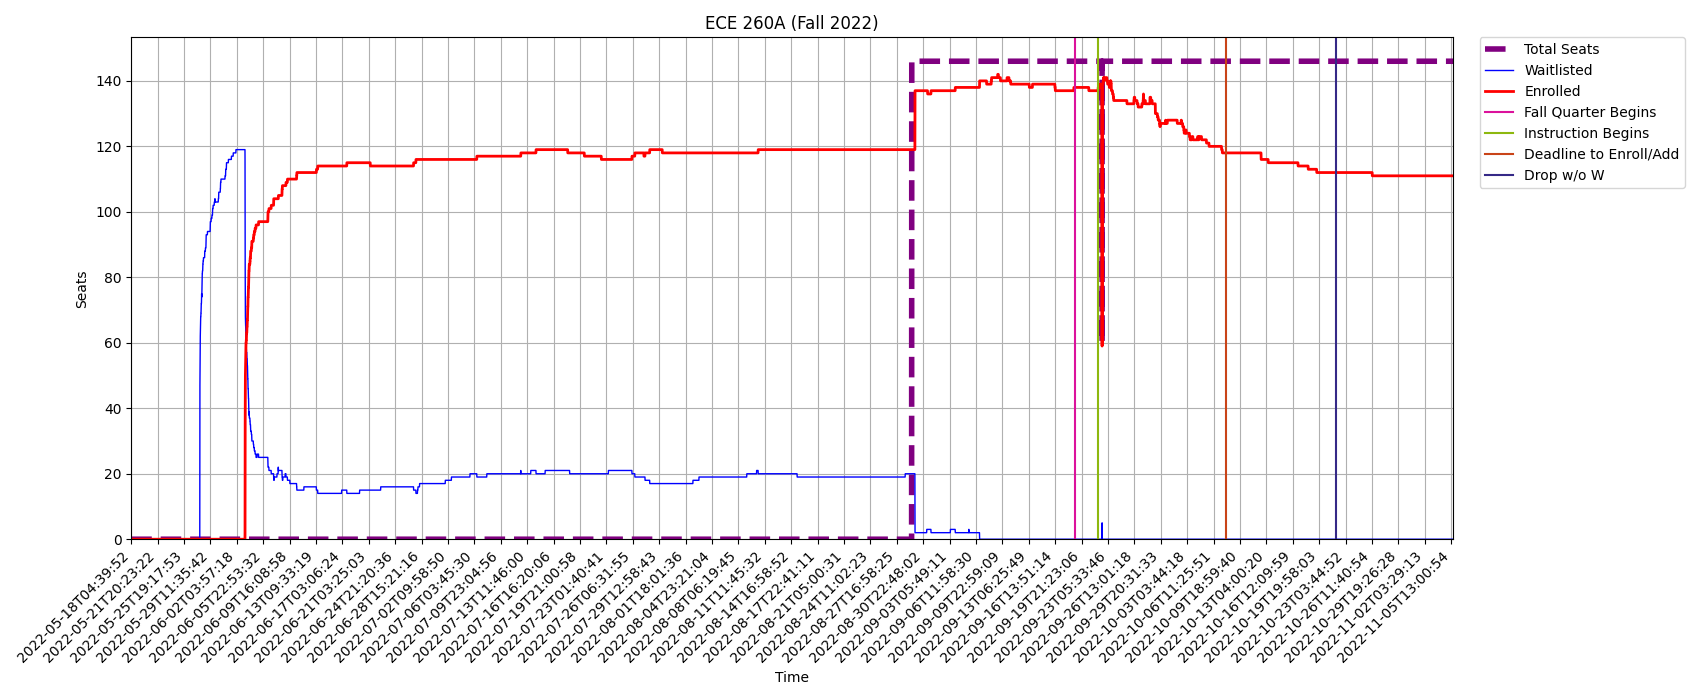 ECE 260A (Fall 2022)
Total Seats
Waitlisted
Enrolled
Fall Quarter Begins
Instruction Begins
Deadline to Enroll/Add
Drop w/o W
Seats
140
120
100
80
60
40
20
0
2022-05-18T04:39:52
2022-05-21T20:23:22
2022-05-25T19:17:53
2022-05-29T11:35:42
2022-06-02T03:57:18
2022-06-05T22:53:32
2022-06-09T16:08:58
2022-06-13T09:33:19
2022-06-17T03:06:24
2022-06-21T03:25:03
2022-06-24T21:20:36
2022-06-28T15:21:16
2022-07-02T09:58:50
2022-07-06T03:45:30
2022-07-09T23:04:56
2022-07-13T11:46:00
2022-07-16T16:20:06
2022-07-19T21:00:58
2022-07-23T01:40:41
2022-07-26T06:31:55
2022-07-29T12:58:43
2022-08-01T18:01:36
2022-08-04T23:21:04
2022-08-08T06:19:45
2022-08-11T11:45:32
2022-08-14T16:58:52
2022-08-17T22:41:11
2022-08-21T05:00:31
2022-08-24T11:02:23
2022-08-27T16:58:25
2022-08-30T22:48:02
2022-09-03T05:49:11
2022-09-06T11:58:30
2022-09-09T22:59:09
2022-09-13T06:25:49
2022-09-16T13:51:14
2022-09-19T21:23:06
2022-09-23T05:33:46
2022-09-26T13:01:18
2022-09-29T20:31:33
2022-10-03T03:44:18
2022-10-06T11:25:51
2022-10-09T18:59:40
2022-10-13T04:00:20
2022-10-16T12:09:59
2022-10-19T19:58:03
2022-10-23T03:44:52
2022-10-26T11:40:54
2022-10-29T19:26:28
2022-11-02T03:29:13
2022-11-05T13:00:54
Time